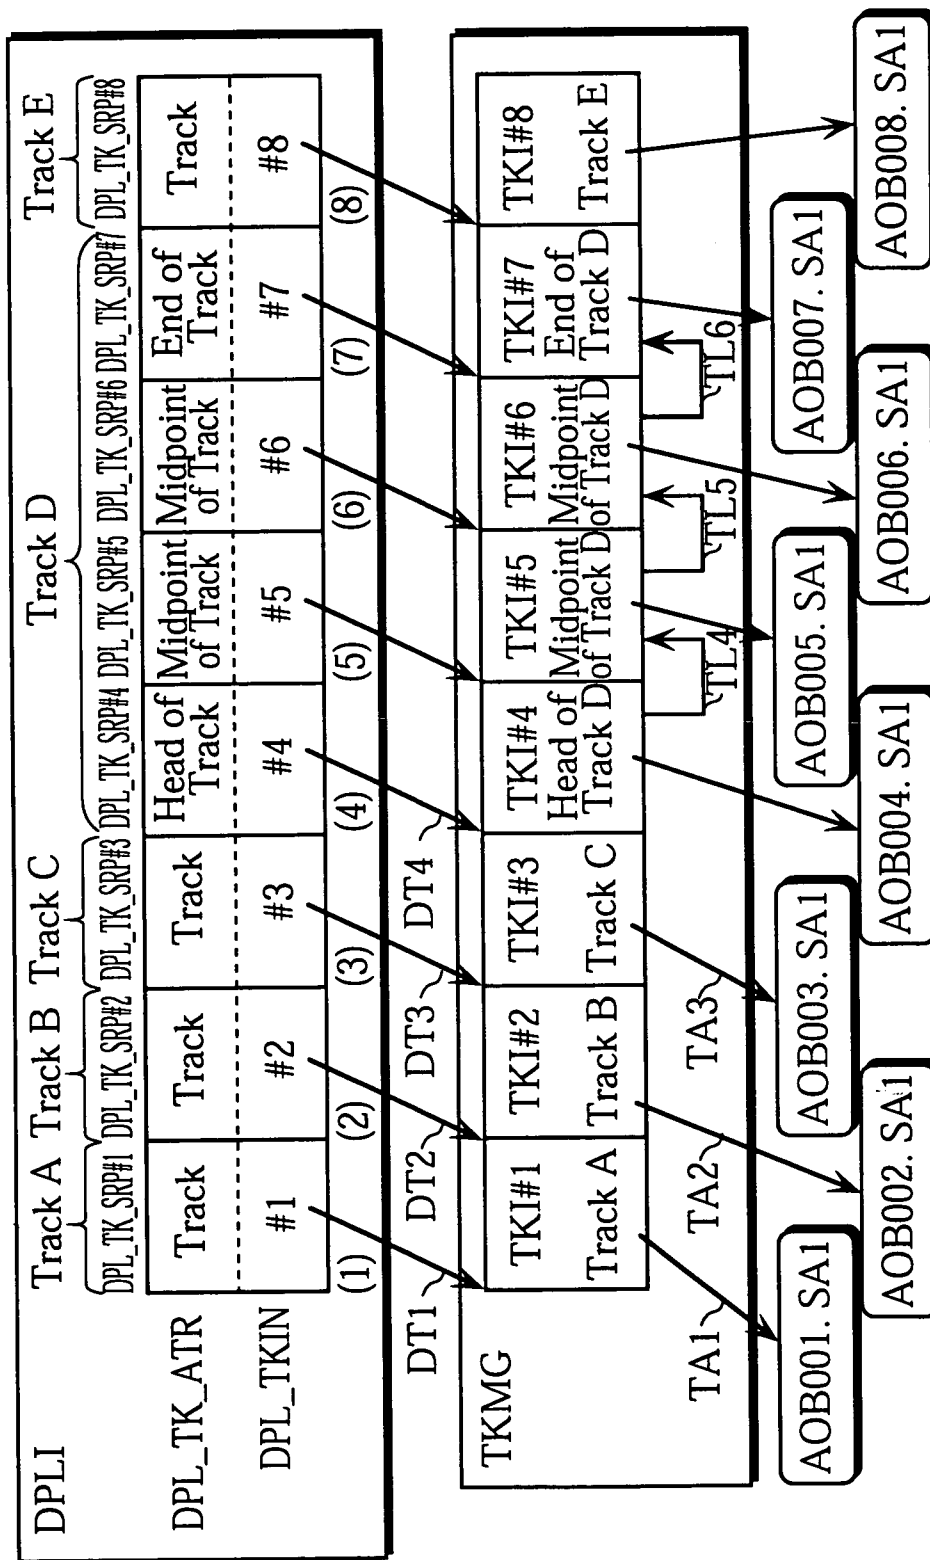 DPLI
Track A
Track B
Track C
Track D
Track E
DPL_TK_SRP#1
DPL_TK_SRP#2
DPL_TK_SRP#3
DPL_TK_SRP#4
DPL_TK_SRP#5
DPL_TK_SRP#6
DPL_TK_SRP#7
DPL_TK_SRP#8
DPL_TK_ATR
Track
Track
Track
Head of
Track
Midpoint
of Track
Midpoint
of Track
End of
Track
Track
DPL_TKIN
#1
#2
#3
#4
#5
#6
#7
#8
(1)
(2)
(3)
(4)
(5)
(6)
(7)
(8)
DT1
DT2
DT3
DT4
TKMG
TKI#1
Track A
TKI#2
Track B
TKI#3
Track C
TKI#4
Head of
Track D
TKI#5
Midpoint
of Track D
TKI#6
Midpoint
of Track D
TKI#7
End of
Track D
TKI#8
Track E
TA1
TA2
TA3
TL4
TL5
TL6
AOB001. SA1
AOB002. SA1
AOB003. SA1
AOB004. SA1
AOB005. SA1
AOB006. SA1
AOB007. SA1
AOB008. SA1